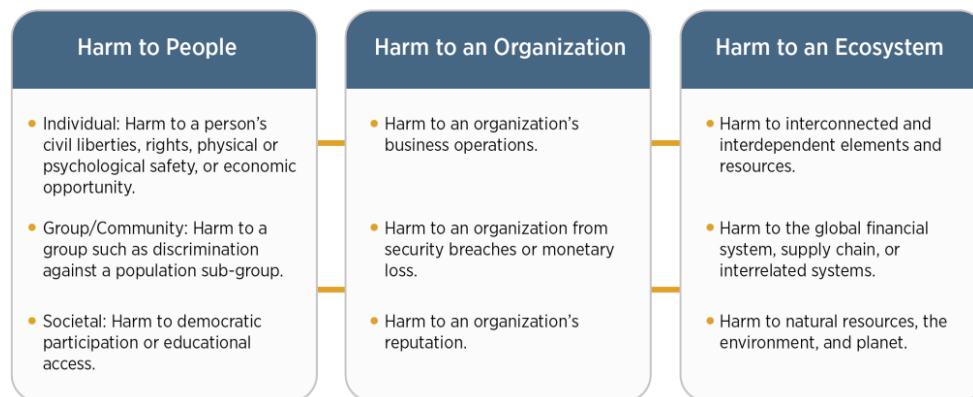 Harm to People
• Individual: Harm to a person's
civil liberties, rights, physical or
psychological safety, or economic
opportunity.
• Group/Community: Harm to a
group such as discrimination
against a population sub-group.
• Societal: Harm to democratic
participation or educational
access.
Harm to an Organization
• Harm to an organization's
business operations.
• Harm to an organization from
security breaches or monetary
loss.
• Harm to an organization's
reputation.
Harm to an Ecosystem
• Harm to interconnected and
interdependent elements and
resources.
• Harm to the global financial
system, supply chain, or
interrelated systems.
• Harm to natural resources, the
environment, and planet.